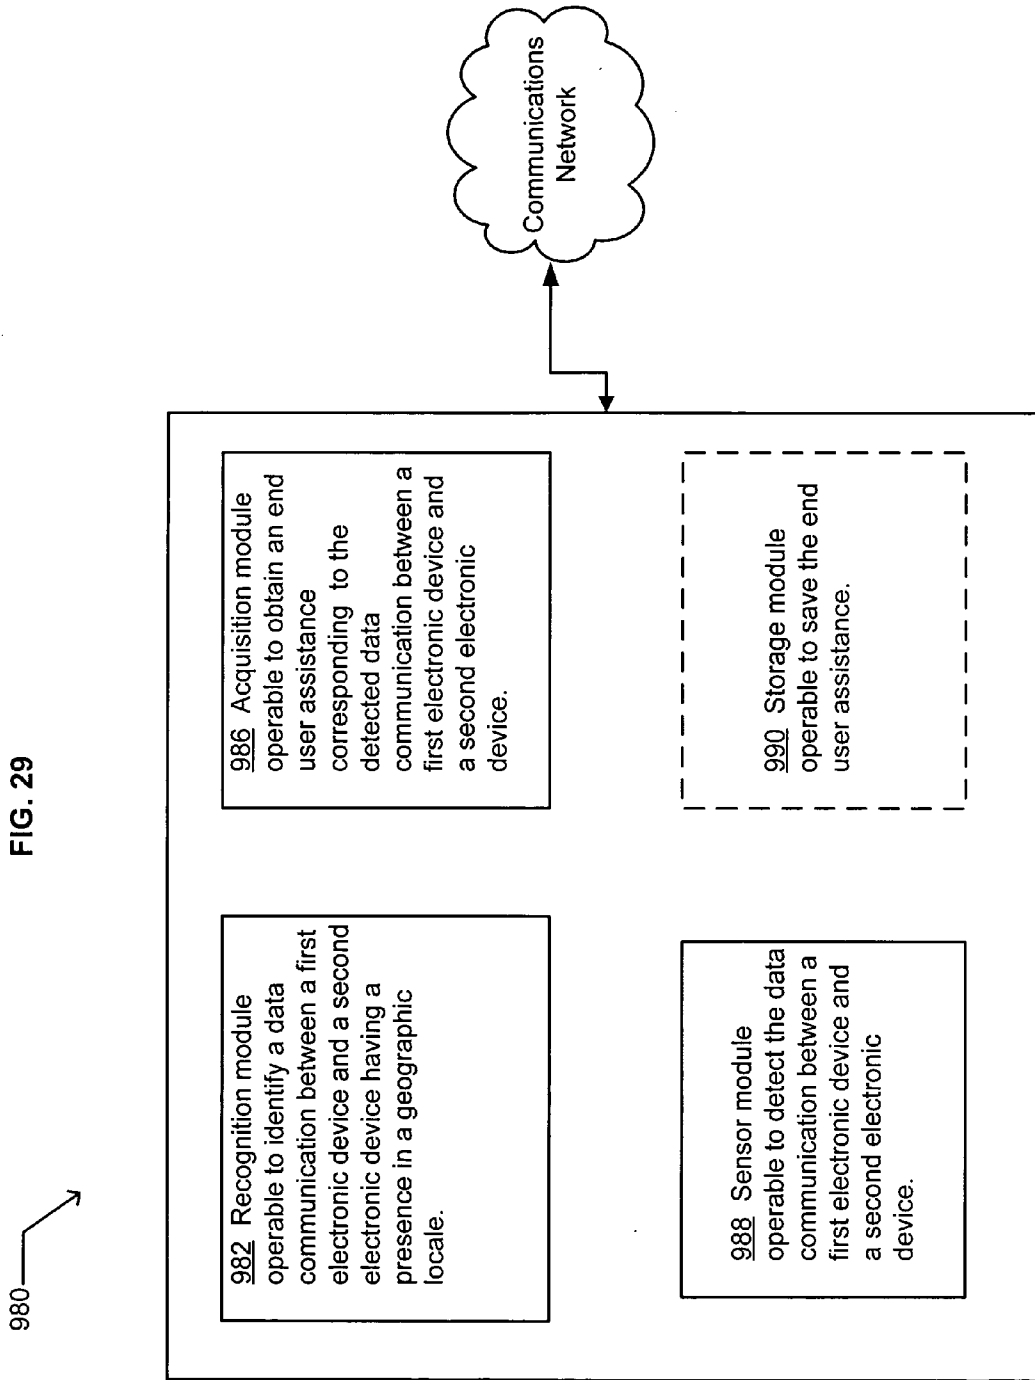 FIG. 29
980
982 Recognition module
operable to identify a data
communication between a first
electronic device and a second
electronic device having a
presence in a geographic
locale.
986 Acquisition module
operable to obtain an end
user assistance
corresponding to the
detected data
communication between a
first electronic device and
a second electronic
device.
988 Sensor module
operable to detect the data
communication between a
first electronic device and
a second electronic
device.
990 Storage module
operable to save the end
user assistance.
Communications
Network